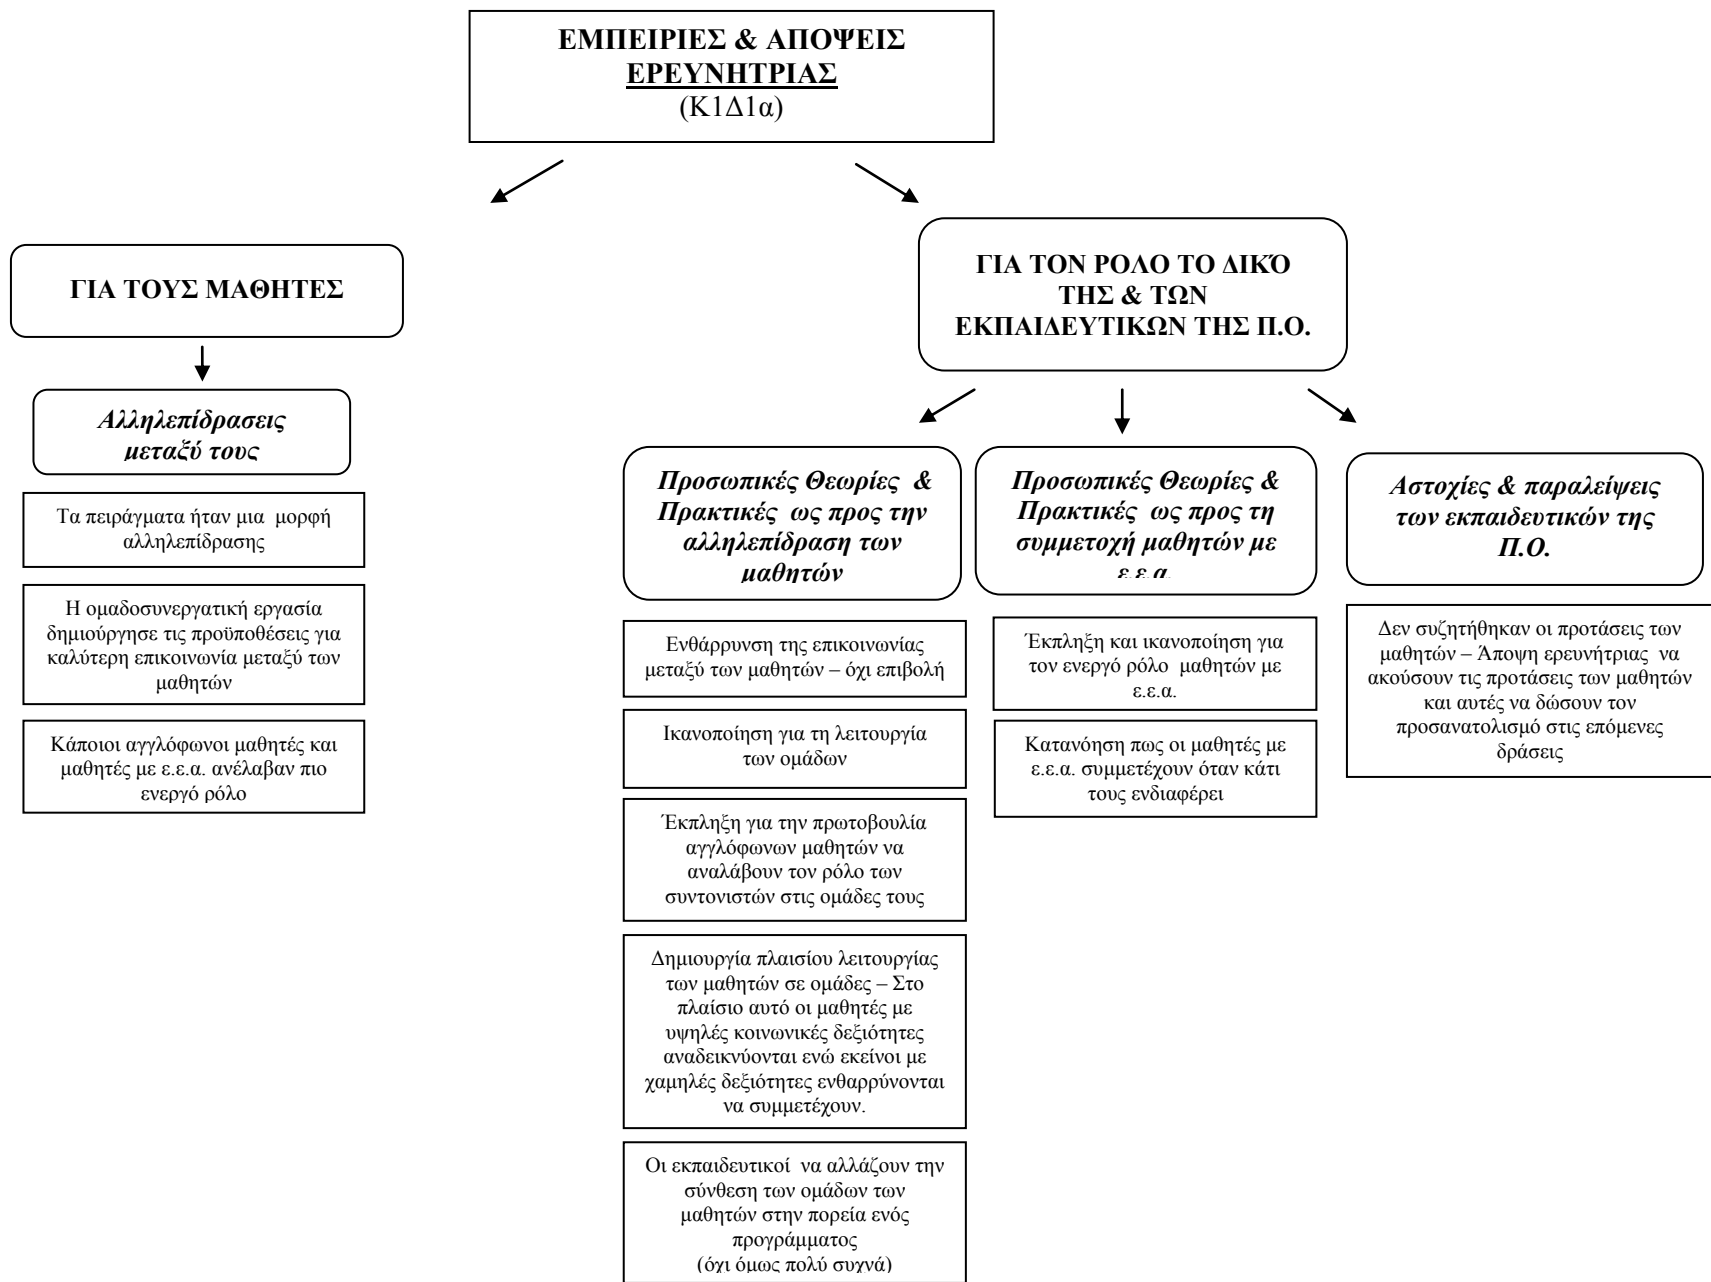 ΕΜΠΕΙΡΙΕΣ & ΑΠΟΨΕΙΣ
ΕΡΕΥΝΗΤΡΙΑΣ
(Κ1Δ1α)
ΓΙΑ ΤΟΥΣ ΜΑΘΗΤΕΣ
Αλληλεπίδρασεις
μεταξύ τους
Τα πειράγματα ήταν μια μορφή
αλληλεπίδρασης
Η ομαδοσυνεργατική εργασία
δημιούργησε τις προϋποθέσεις για
καλύτερη επικοινωνία μεταξύ των
μαθητών
Κάποιοι αγγλόφωνοι μαθητές και
μαθητές με ε.ε.α. ανέλαβαν πιο
ενεργό ρόλο
ΓΙΑ ΤΟΝ ΡΟΛΟ ΤΟ ΔΙΚΌ
ΤΗΣ & ΤΩΝ
ΕΚΠΑΙΔΕΥΤΙΚΩΝ ΤΗΣ Π.Ο.
Προσωπικές Θεωρίες &
Πρακτικές ως προς την
αλληλεπίδραση των
μαθητών
Ενθάρρυνση της επικοινωνίας
μεταξύ των μαθητών – όχι επιβολή
Ικανοποίηση για τη λειτουργία
των ομάδων
Έκπληξη για την πρωτοβουλία
αγγλόφωνων μαθητών να
αναλάβουν τον ρόλο των
συντονιστών στις ομάδες τους
Δημιουργία πλαισίου λειτουργίας
των μαθητών σε ομάδες – Στο
πλαίσιο αυτό οι μαθητές με
υψηλές κοινωνικές δεξιότητες
αναδεικνύονται ενώ εκείνοι με
χαμηλές δεξιότητες ενθαρρύνονται
να συμμετέχουν.
Οι εκπαιδευτικοί να αλλάζουν την
σύνθεση των ομάδων των
μαθητών στην πορεία ενός
προγράμματος
(όχι όμως πολύ συχνά)
Προσωπικές Θεωρίες &
Πρακτικές ως προς τη
συμμετοχή μαθητών με
ε.ε.α.
Έκπληξη και ικανοποίηση για
τον ενεργό ρόλο μαθητών με
ε.ε.α.
Κατανόηση πως οι μαθητές με
ε.ε.α. συμμετέχουν όταν κάτι
τους ενδιαφέρει
Αστοχίες & παραλείψεις
των εκπαιδευτικών της
Π.Ο.
Δεν συζητήθηκαν οι προτάσεις των
μαθητών – Άποψη ερευνήτριας να
ακούσουν τις προτάσεις των μαθητών
και αυτές να δώσουν τον
προσανατολισμό στις επόμενες
δράσεις